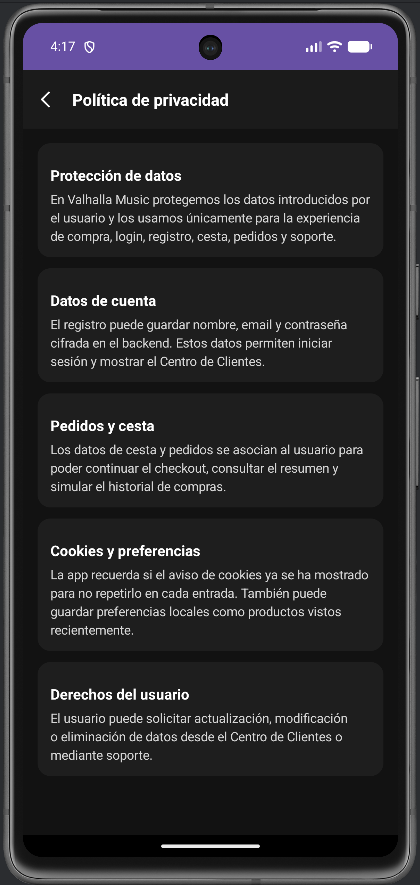 4:17
Política de privacidad
Protección de datos
En Valhalla Music protegemos los datos introducidos por
el usuario y los usamos únicamente para la experiencia
de compra, login, registro, cesta, pedidos y soporte.
Datos de cuenta
El registro puede guardar nombre, email y contraseña
cifrada en el backend. Estos datos permiten iniciar
sesión y mostrar el Centro de Clientes.
Pedidos y cesta
Los datos de cesta y pedidos se asocian al usuario para
poder continuar el checkout, consultar el resumen y
simular el historial de compras.
Cookies y preferencias
La app recuerda si el aviso de cookies ya se ha mostrado
para no repetirlo en cada entrada. También puede
guardar preferencias locales como productos vistos
recientemente.
Derechos del usuario
El usuario puede solicitar actualización, modificación
o eliminación de datos desde el Centro de Clientes o
mediante soporte.